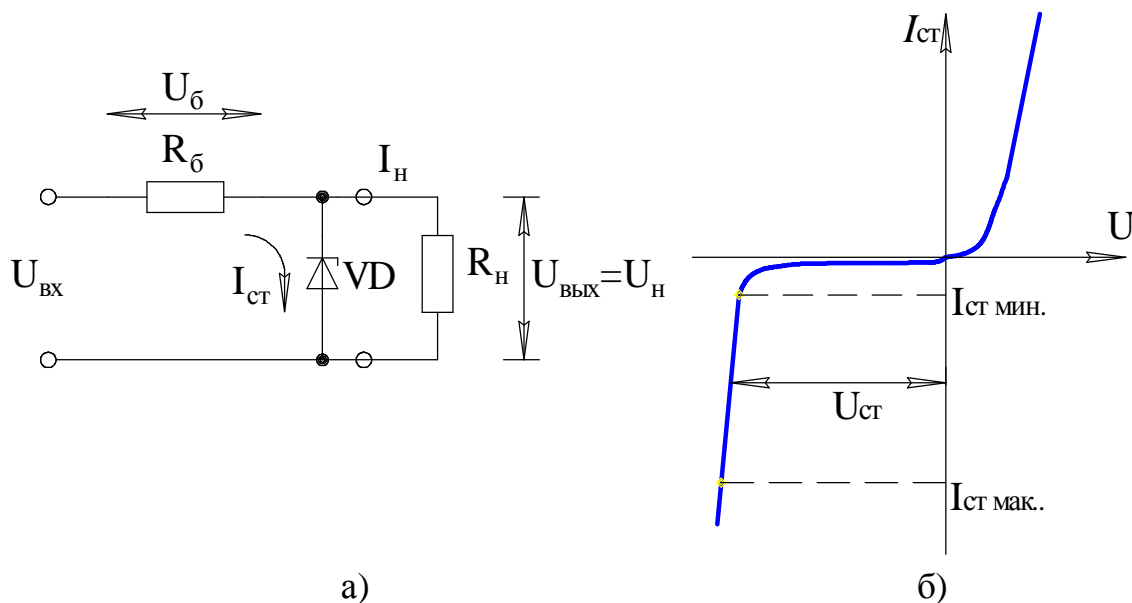 Uб
Rб
Iн
Uвх
Iст
VD
Rн
Uвых=Uн
а)
Iст
U
Iст мин.
Uст
Iст мак..
б)